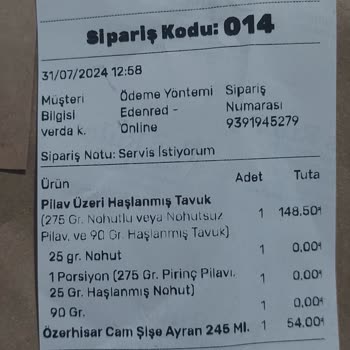 Sipariş Kodu: 014
31/07/2024 12:58
Müşteri Ödeme Yöntemi Sipariş
Bilgisi Edenred - Numarası
verda k. Online 9391945279
Sipariş Notu: Servis İstiyorum
Ürün Adet Tuta
Pilav Üzeri Haşlanmış Tavuk
(275 Gr. Nohutlu veya Nohutsuz 1 148.50₺
Pilav, ve 90 Gr. Haşlanmış Tavuk)
25 gr. Nohut 1 0,00₺
1 Porsiyon (275 Gr. Pirinç Pilavı, 1 0,00₺
25 Gr. Haşlanmış Nohut)
90 Gr. 1 0,00₺
Özerhisar Cam Şişe Ayran 245 Ml. 1 54.00₺